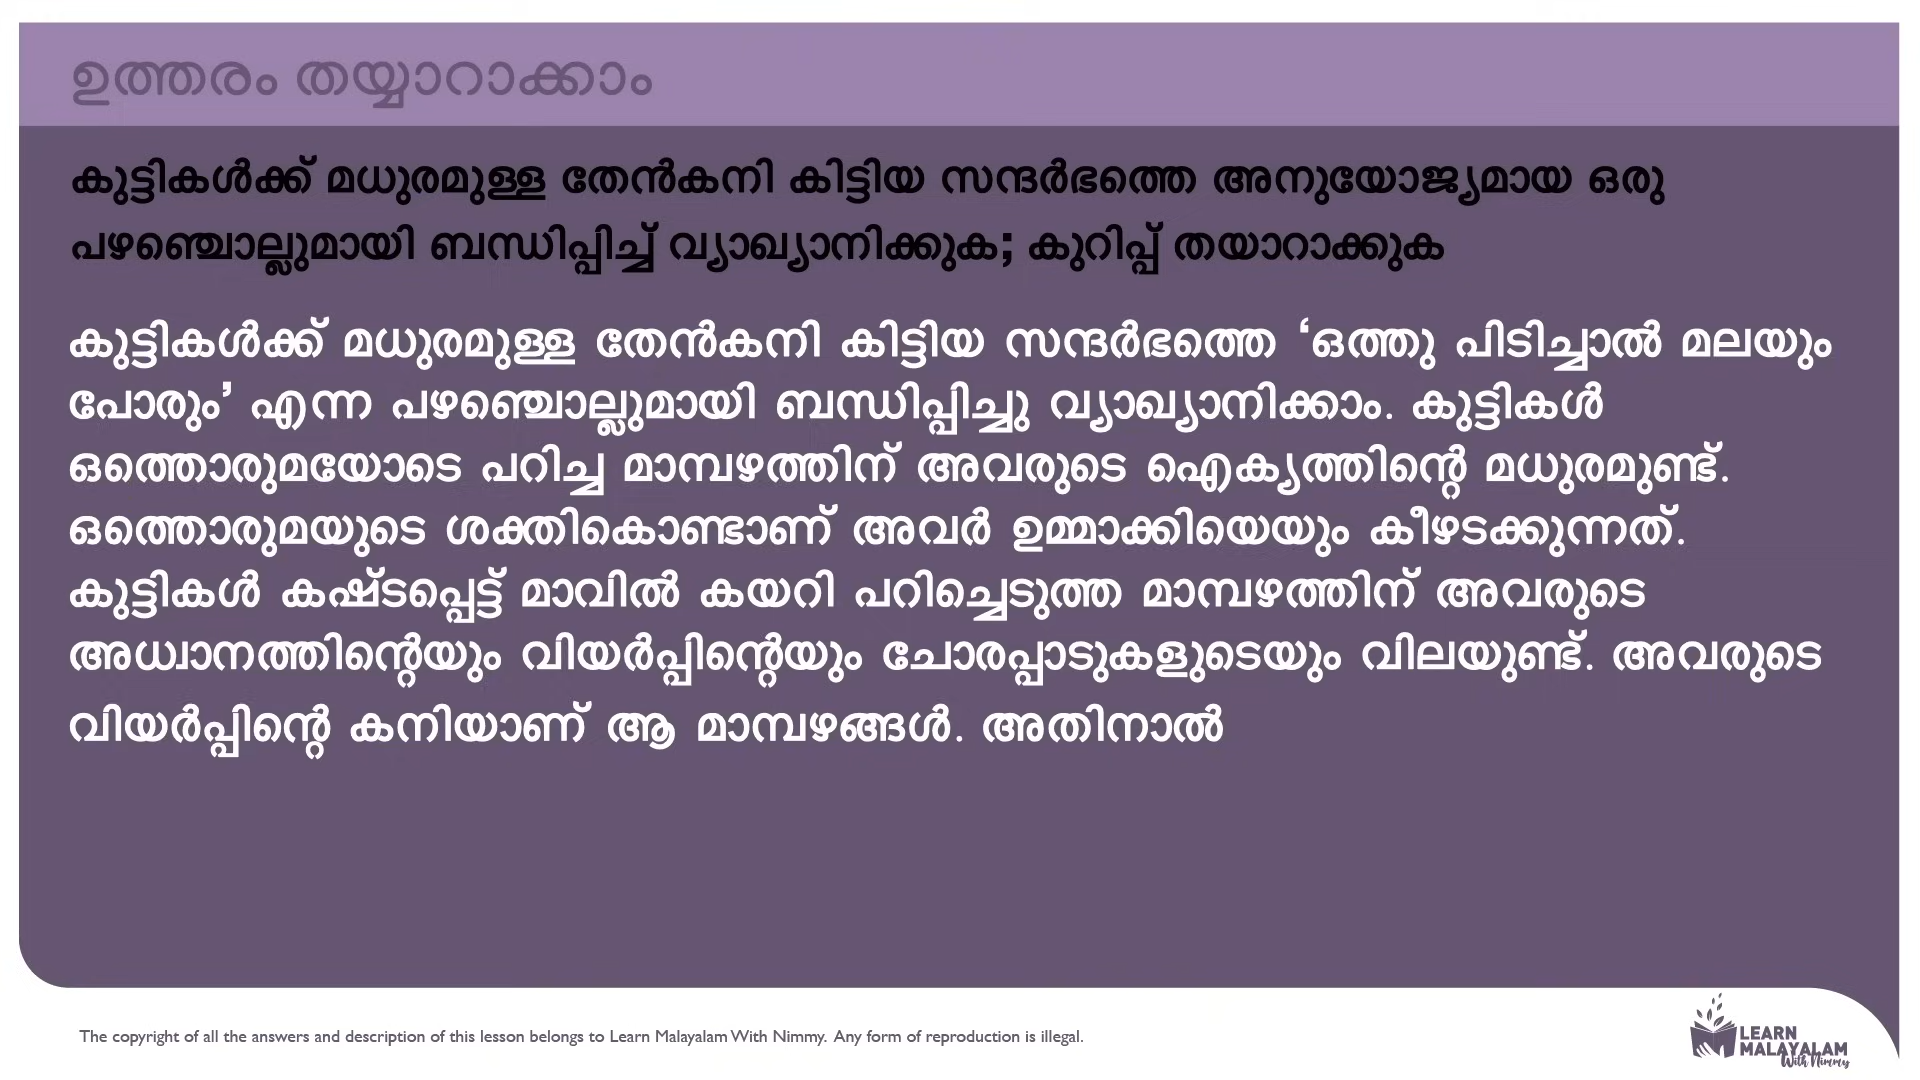 ഉത്തരം തയ്യാറാക്കാം
കുട്ടികൾക്ക് മധുരമുള്ള തേൻകനി കിട്ടിയ സന്ദർഭത്തെ അനുയോജ്യമായ ഒരു
പഴഞ്ചൊല്ലുമായി ബന്ധിപ്പിച്ച് വ്യാഖ്യാനിക്കുക; കുറിപ്പ് തയാറാക്കുക
കുട്ടികൾക്ക് മധുരമുള്ള തേൻകനി കിട്ടിയ സന്ദർഭത്തെ ‘ഒത്തു പിടിച്ചാൽ മലയും
പോരും’ എന്ന പഴഞ്ചൊല്ലുമായി ബന്ധിപ്പിച്ചു വ്യാഖ്യാനിക്കാം. കുട്ടികൾ
ഒത്തൊരുമയോടെ പറിച്ച മാമ്പഴത്തിന് അവരുടെ ഐക്യത്തിന്റെ മധുരമുണ്ട്.
ഒത്തൊരുമയുടെ ശക്തികൊണ്ടാണ് അവർ ഉമ്മാക്കിയെയും കീഴടക്കുന്നത്.
കുട്ടികൾ കഷ്ടപ്പെട്ട് മാവിൽ കയറി പറിച്ചെടുത്ത മാമ്പഴത്തിന് അവരുടെ
അധ്വാനത്തിന്റെയും വിയർപ്പിന്റെയും ചോരപ്പാടുകളുടെയും വിലയുണ്ട്. അവരുടെ
വിയർപ്പിന്റെ കനിയാണ് ആ മാമ്പഴങ്ങൾ. അതിനാൽ
The copyright of all the answers and description of this lesson belongs to Learn Malayalam With Nimmy. Any form of reproduction is illegal.
LEARN
MALAYALAM
With Nimmy